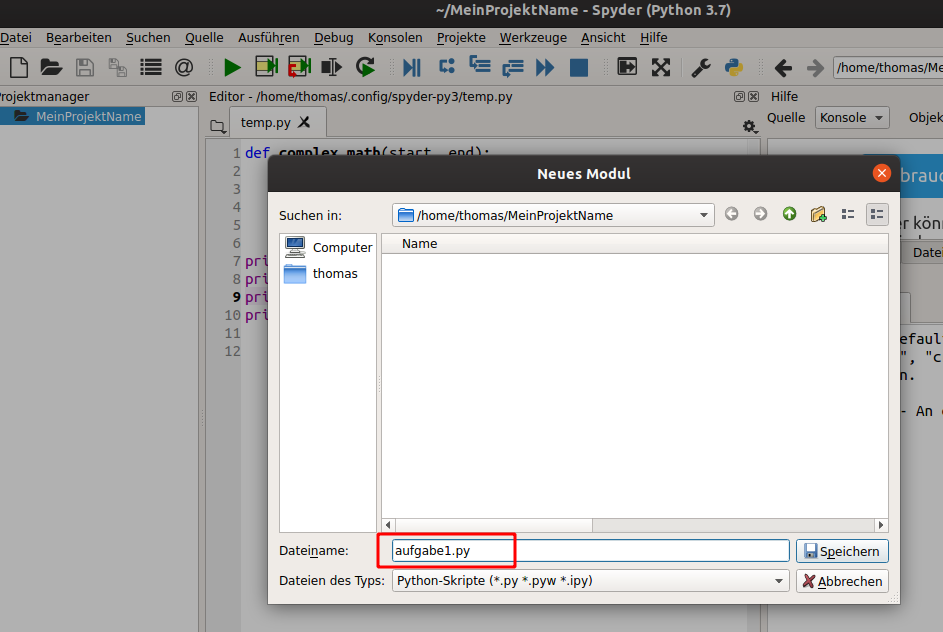 ~/MeinProjektName - Spyder (Python 3.7)
Datei Bearbeiten Suchen Quelle Ausführen Debug Konsolen Projekte Werkzeuge Ansicht Hilfe
/home/thomas/Me
Projektmanager
Editor - /home/thomas/.config/spyder-py3/temp.py
Hilfe
MeinProjektName
temp.py
Quelle Konsole Objek
1 def complex_math(start, end):
2
3
4
5
6
7 pri
8 pri
9 pri
10 pri
11
12
Neues Modul
Suchen in: /home/thomas/MeinProjektName
Computer
thomas
Name
Dateiname: aufgabe1.py
Speichern
Dateien des Typs: Python-Skripte (*.py *.pyw *.ipy)
Abbrechen
brauc
er könn
Datei
efault
", "c
n.
- An